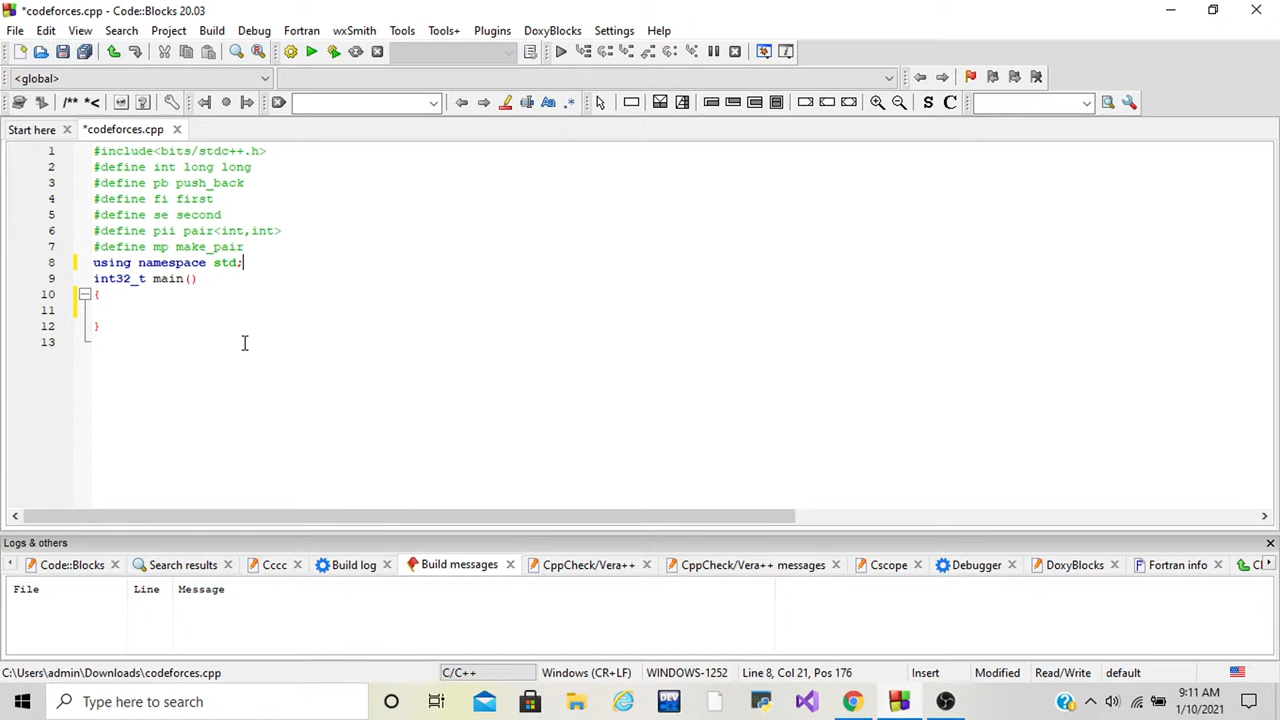 *codeforces.cpp - Code::Blocks 20.03
File Edit View Search Project Build Debug Fortran wxSmith Tools Tools+ Plugins DoxyBlocks Settings Help
<global>
/** *<
S C
Start here *codeforces.cpp
1 #include<bits/stdc++.h>
2 #define int long long
3 #define pb push_back
4 #define fi first
5 #define se second
6 #define pii pair<int,int>
7 #define mp make_pair
8 using namespace std;
9 int32_t main()
10 {
11
12 }
13
Logs & others
Code::Blocks Search results Cccc Build log Build messages CppCheck/Vera++ CppCheck/Vera++ messages Cscope Debugger DoxyBlocks Fortran info Cl
File Line Message
C:\Users\admin\Downloads\codeforces.cpp C/C++ Windows (CR+LF) WINDOWS-1252 Line 8, Col 21, Pos 176 Insert Modified Read/Write default
Type here to search DEV 9:11 AM
1/10/2021